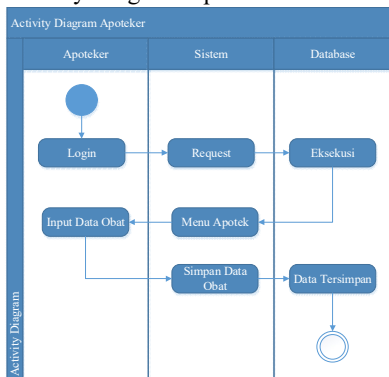 Activity Diagram Apoteker
Apoteker
Sistem
Database
Login
Request
Eksekusi
Input Data Obat
Menu Apotek
Simpan Data
Obat
Data Tersimpan
Activity Diagram